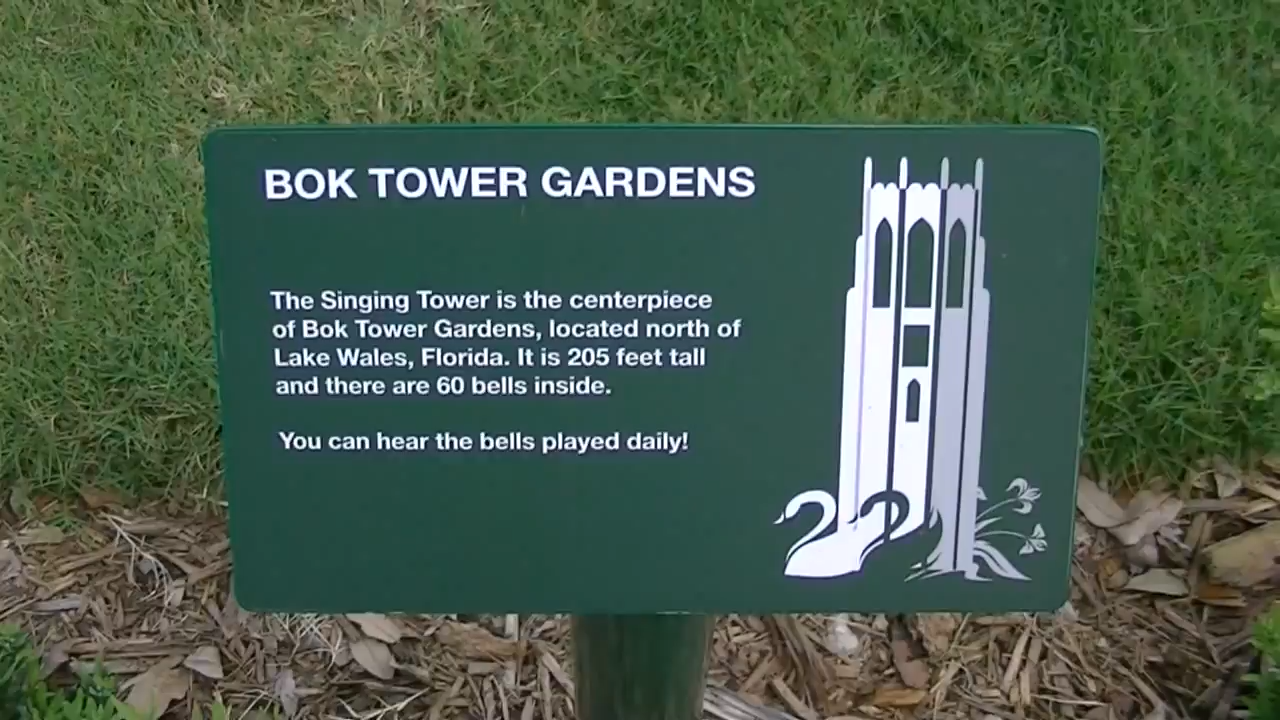 BOK TOWER GARDENS
The Singing Tower is the centerpiece
of Bok Tower Gardens, located north of
Lake Wales, Florida. It is 205 feet tall
and there are 60 bells inside.
You can hear the bells played daily!